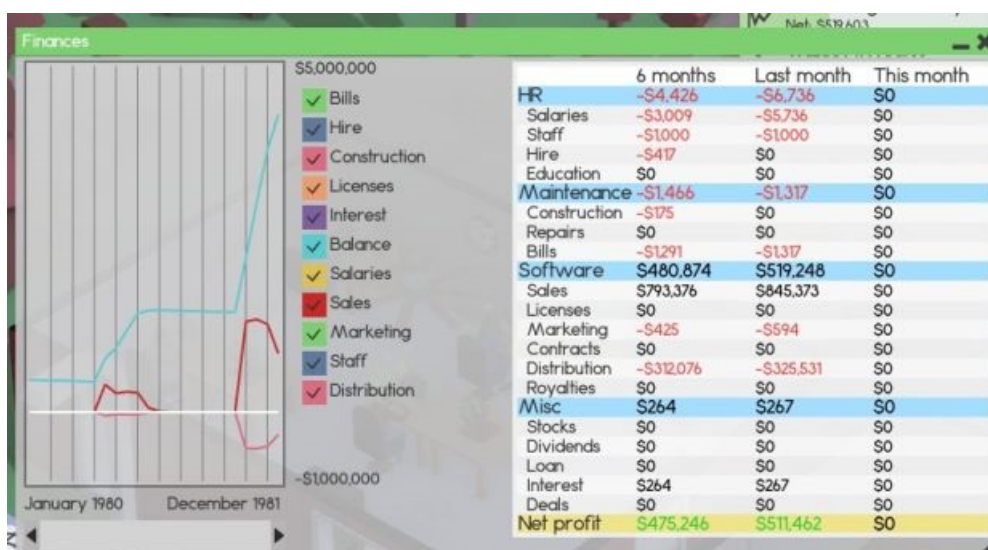 Net: $519,603
Finances
$5,000,000
Bills
Hire
Construction
Licenses
Interest
Balance
Salaries
Sales
Marketing
Staff
Distribution
-$1,000,000
January 1980 December 1981
6 months Last month This month
HR -$4,426 -$6,736 $0
Salaries -$3,009 -$5,736 $0
Staff -$1,000 -$1,000 $0
Hire -$417 $0 $0
Education $0 $0 $0
Maintenance -$1,466 -$1,317 $0
Construction -$175 $0 $0
Repairs $0 $0 $0
Bills -$1,291 -$1,317 $0
Software $480,874 $519,248 $0
Sales $793,376 $845,373 $0
Licenses $0 $0 $0
Marketing -$425 -$594 $0
Contracts $0 $0 $0
Distribution -$312,076 -$325,531 $0
Royalties $0 $0 $0
Misc $264 $267 $0
Stocks $0 $0 $0
Dividends $0 $0 $0
Loan $0 $0 $0
Interest $264 $267 $0
Deals $0 $0 $0
Net profit $475,246 $511,462 $0